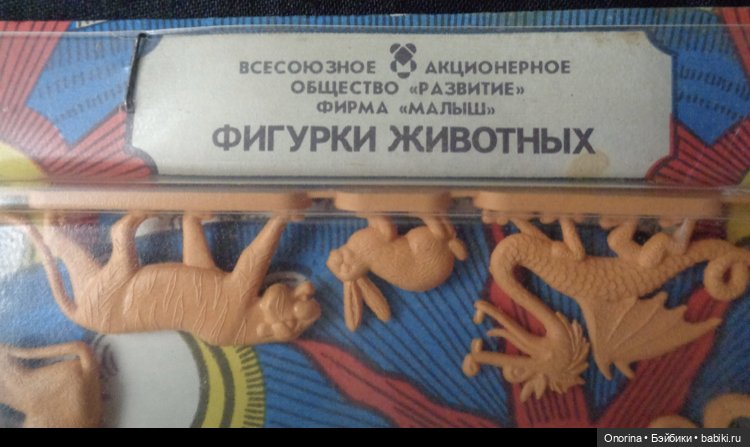 ВСЕСОЮЗНОЕ АКЦИОНЕРНОЕ
ОБЩЕСТВО «РАЗВИТИЕ»
ФИРМА «МАЛЫШ»
ФИГУРКИ ЖИВОТНЫХ
Onorina • Бэйбики • babiki.ru